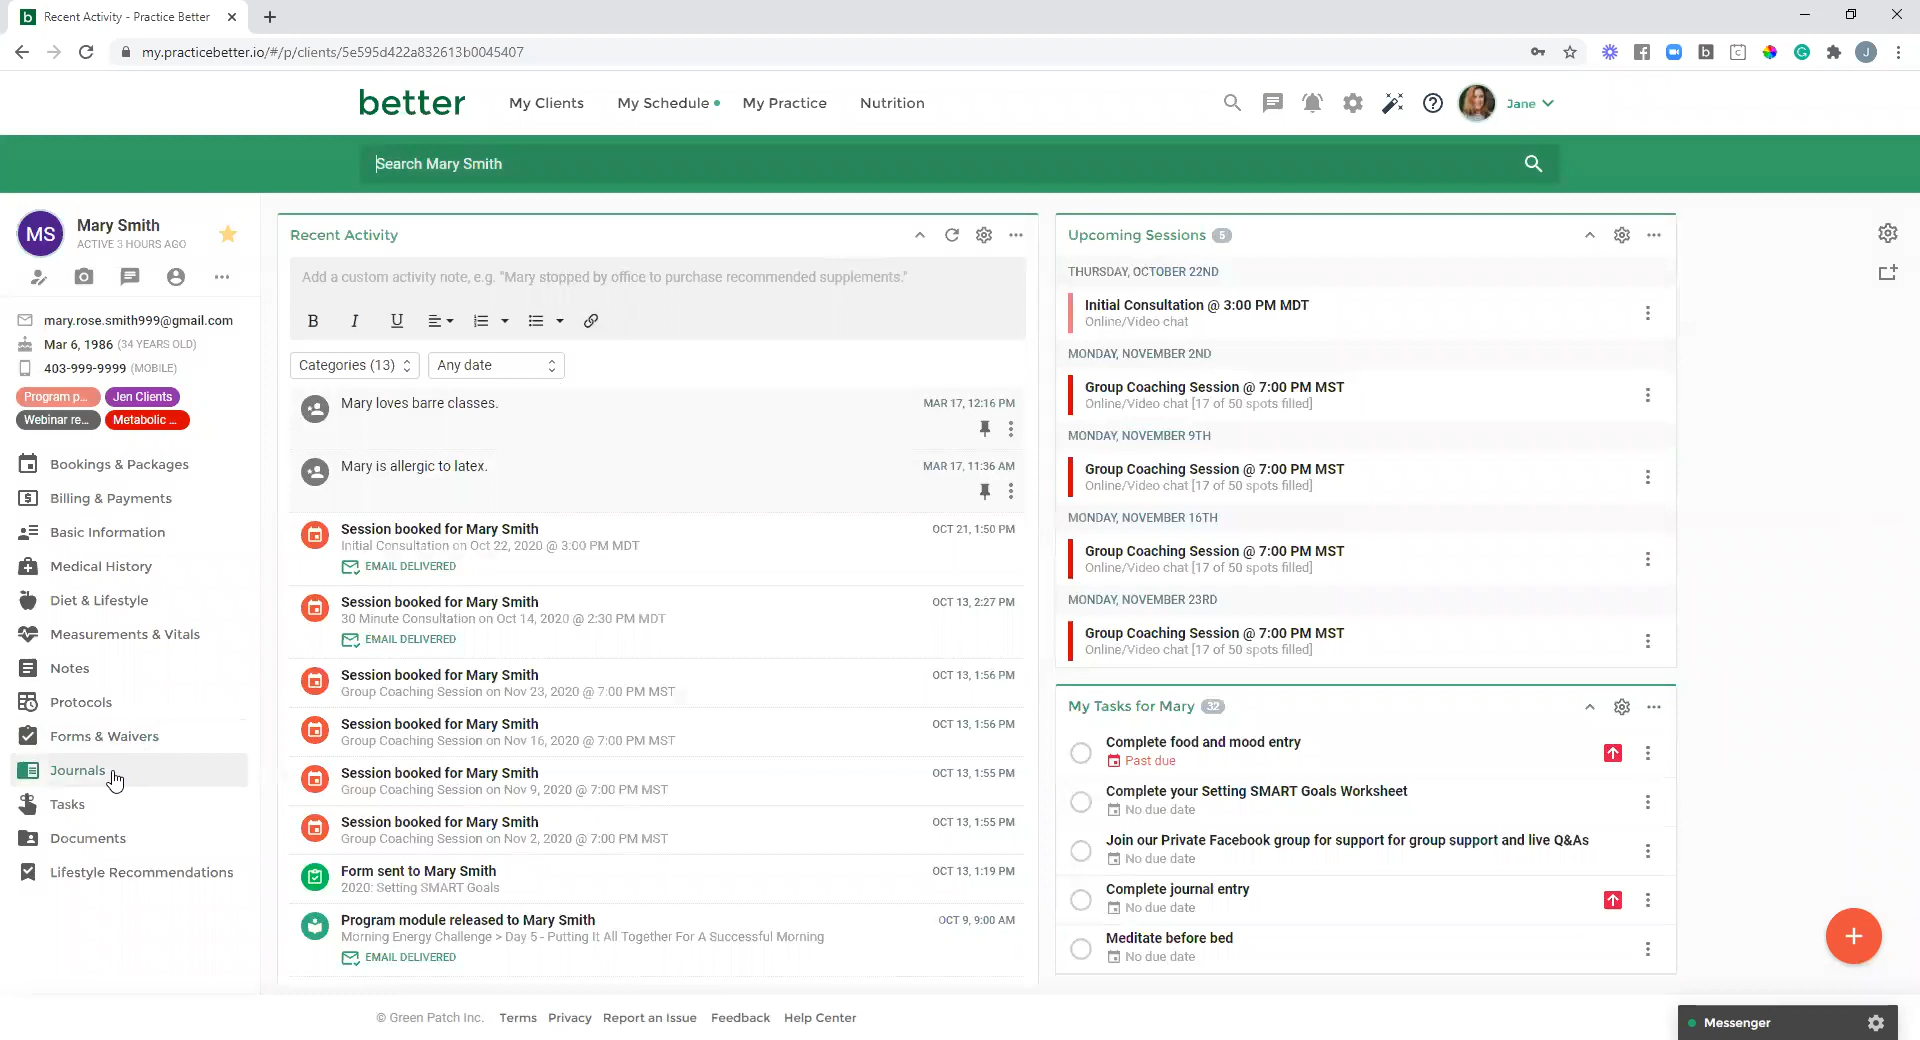 b Recent Activity - Practice Better
my.practicebetter.io/#/p/clients/5e595d422a832613b0045407
b
c
J
better
My Clients
My Schedule
My Practice
Nutrition
Jane
Search Mary Smith
MS
Mary Smith
ACTIVE 3 HOURS AGO
mary.rose.smith999@gmail.com
Mar 6, 1986 (34 YEARS OLD)
403-999-9999 (MOBILE)
Program p...
Jen Clients
Webinar re...
Metabolic ...
Bookings & Packages
Billing & Payments
Basic Information
Medical History
Diet & Lifestyle
Measurements & Vitals
Notes
Protocols
Forms & Waivers
Journals
Tasks
Documents
Lifestyle Recommendations
Recent Activity
Add a custom activity note, e.g. "Mary stopped by office to purchase recommended supplements."
B I U
Categories (13)
Any date
Mary loves barre classes.
MAR 17, 12:16 PM
Mary is allergic to latex.
MAR 17, 11:36 AM
Session booked for Mary Smith
OCT 21, 1:50 PM
Initial Consultation on Oct 22, 2020 @ 3:00 PM MDT
EMAIL DELIVERED
Session booked for Mary Smith
OCT 13, 2:27 PM
30 Minute Consultation on Oct 14, 2020 @ 2:30 PM MDT
EMAIL DELIVERED
Session booked for Mary Smith
OCT 13, 1:56 PM
Group Coaching Session on Nov 23, 2020 @ 7:00 PM MST
Session booked for Mary Smith
OCT 13, 1:56 PM
Group Coaching Session on Nov 16, 2020 @ 7:00 PM MST
Session booked for Mary Smith
OCT 13, 1:55 PM
Group Coaching Session on Nov 9, 2020 @ 7:00 PM MST
Session booked for Mary Smith
OCT 13, 1:55 PM
Group Coaching Session on Nov 2, 2020 @ 7:00 PM MST
Form sent to Mary Smith
OCT 13, 1:19 PM
2020: Setting SMART Goals
Program module released to Mary Smith
OCT 9, 9:00 AM
Morning Energy Challenge > Day 5 - Putting It All Together For A Successful Morning
EMAIL DELIVERED
Upcoming Sessions 5
THURSDAY, OCTOBER 22ND
Initial Consultation @ 3:00 PM MDT
Online/Video chat
MONDAY, NOVEMBER 2ND
Group Coaching Session @ 7:00 PM MST
Online/Video chat [17 of 50 spots filled]
MONDAY, NOVEMBER 9TH
Group Coaching Session @ 7:00 PM MST
Online/Video chat [17 of 50 spots filled]
MONDAY, NOVEMBER 16TH
Group Coaching Session @ 7:00 PM MST
Online/Video chat [17 of 50 spots filled]
MONDAY, NOVEMBER 23RD
Group Coaching Session @ 7:00 PM MST
Online/Video chat [17 of 50 spots filled]
My Tasks for Mary 32
Complete food and mood entry
Past due
Complete your Setting SMART Goals Worksheet
No due date
Join our Private Facebook group for support for group support and live Q&As
No due date
Complete journal entry
No due date
Meditate before bed
No due date
© Green Patch Inc.
Terms
Privacy
Report an Issue
Feedback
Help Center
Messenger